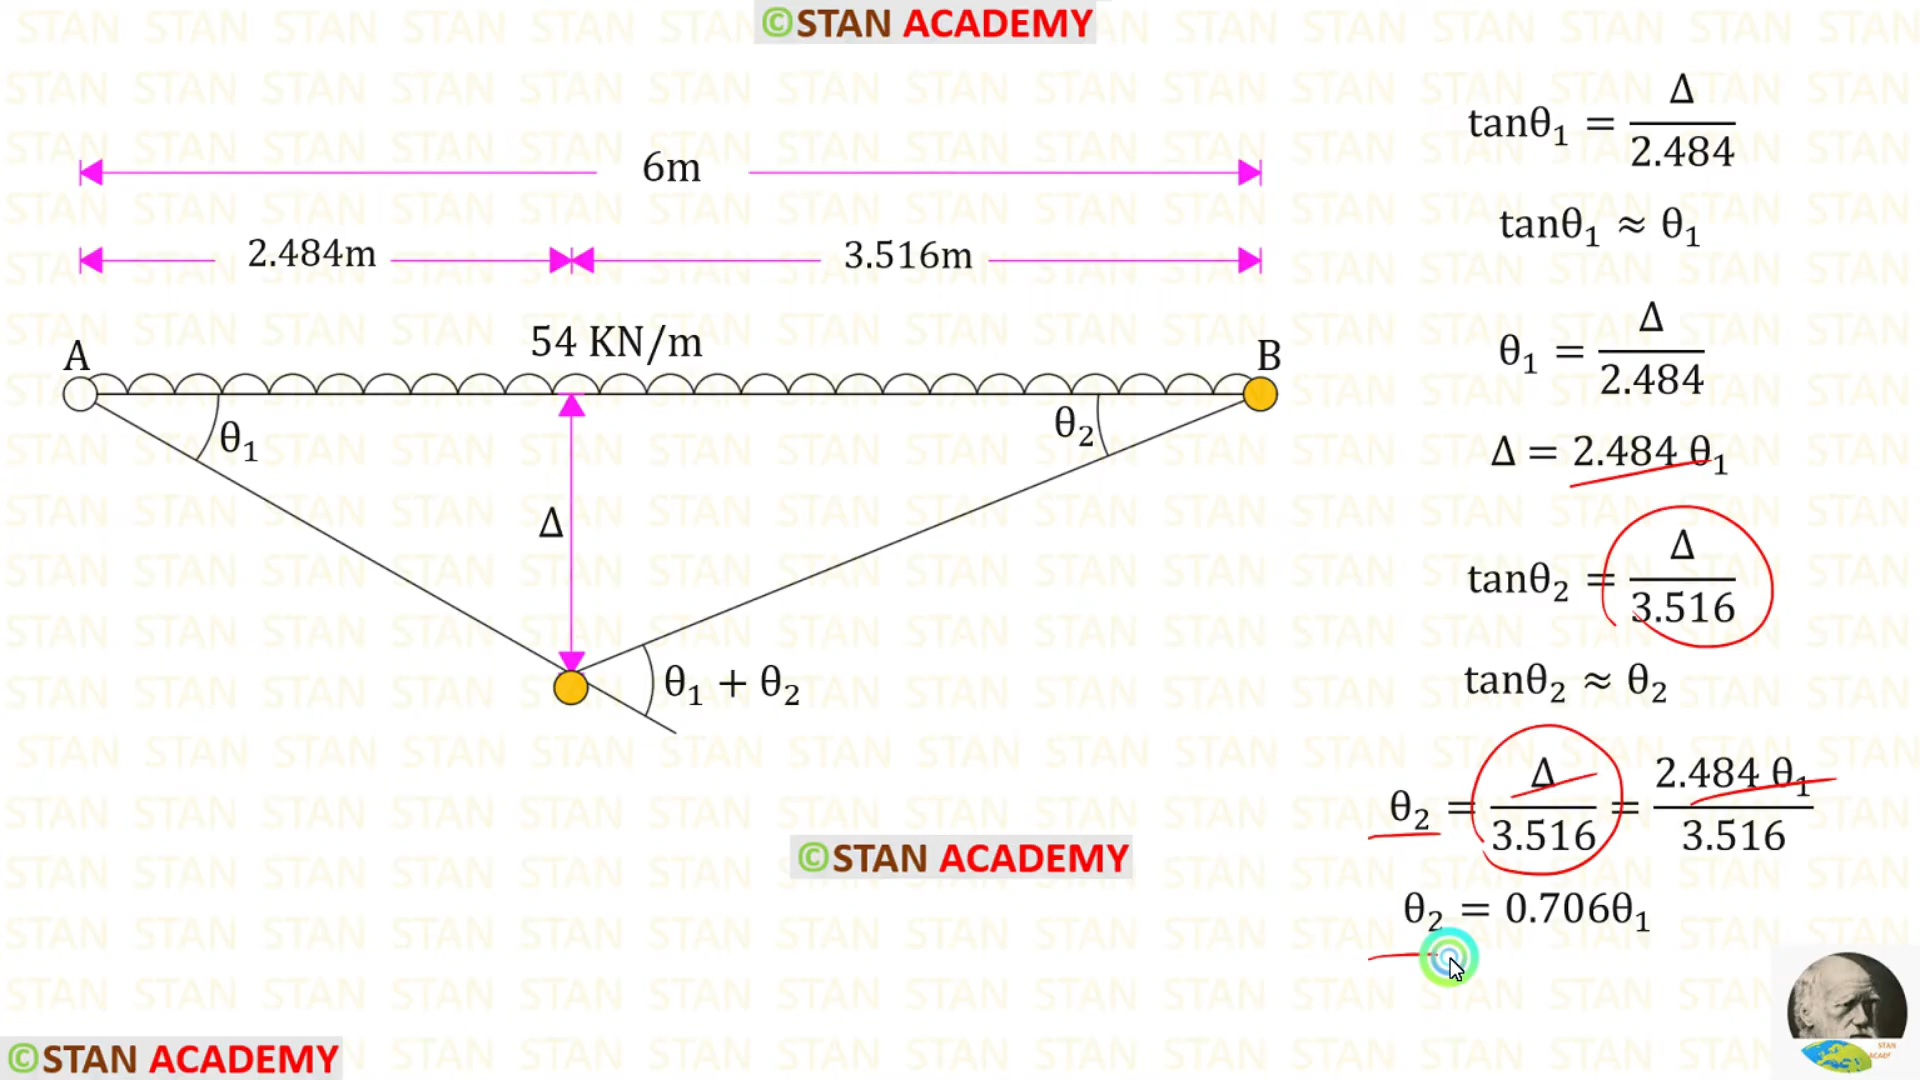 ©STAN ACADEMY
6m
2.484m
3.516m
54 KN/m
A
B
θ₁
θ₂
Δ
θ₁ + θ₂
tanθ₁ = Δ/2.484
tanθ₁ ≈ θ₁
θ₁ = Δ/2.484
Δ = 2.484 θ₁
tanθ₂ = Δ/3.516
tanθ₂ ≈ θ₂
θ₂ = Δ/3.516 = 2.484 θ₁/3.516
θ₂ = 0.706θ₁
©STAN ACADEMY
©STAN ACADEMY
STAN